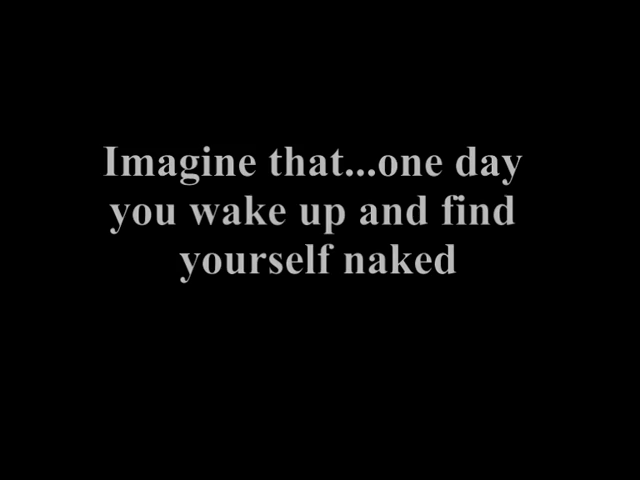 Imagine that...one day
you wake up and find
yourself naked